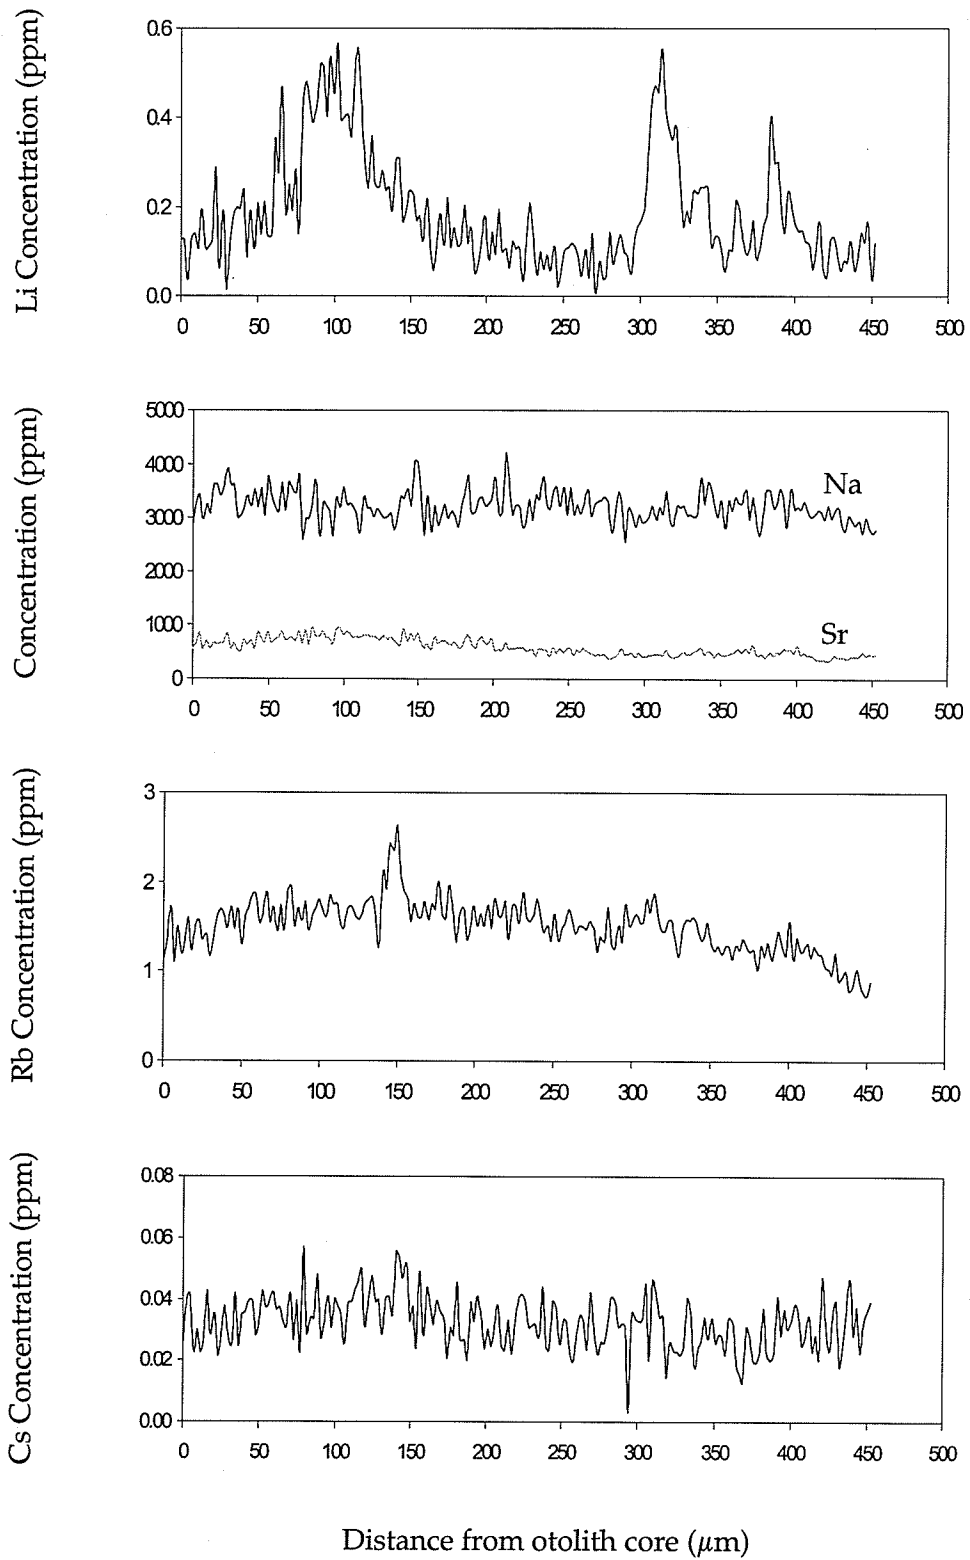 Li Concentration (ppm)
0.6
0.4
0.2
0.0
0 50 100 150 200 250 300 350 400 450 500
Concentration (ppm)
5000
4000
3000
2000
1000
0
Na
Sr
0 50 100 150 200 250 300 350 400 450 500
Rb Concentration (ppm)
3
2
1
0
0 50 100 150 200 250 300 350 400 450 500
Cs Concentration (ppm)
0.08
0.06
0.04
0.02
0.00
0 50 100 150 200 250 300 350 400 450 500
Distance from otolith core (μm)